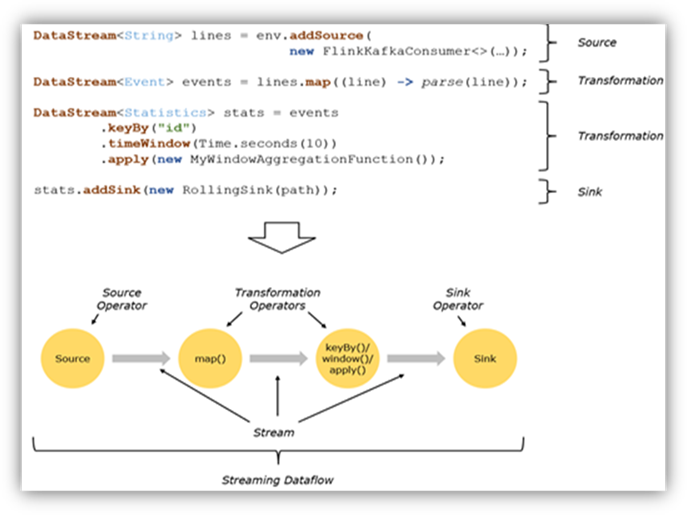 DataStream<String> lines = env.addSource(
new FlinkKafkaConsumer<>(…));
Source
DataStream<Event> events = lines.map((line) -> parse(line));
Transformation
DataStream<Statistics> stats = events
.keyBy("id")
.timeWindow(Time.seconds(10))
.apply(new MyWindowAggregationFunction());
Transformation
stats.addSink(new RollingSink(path));
Sink
Source
Operator
Transformation
Operators
Sink
Operator
Source
map()
keyBy()/
window()/
apply()
Sink
Stream
Streaming Dataflow